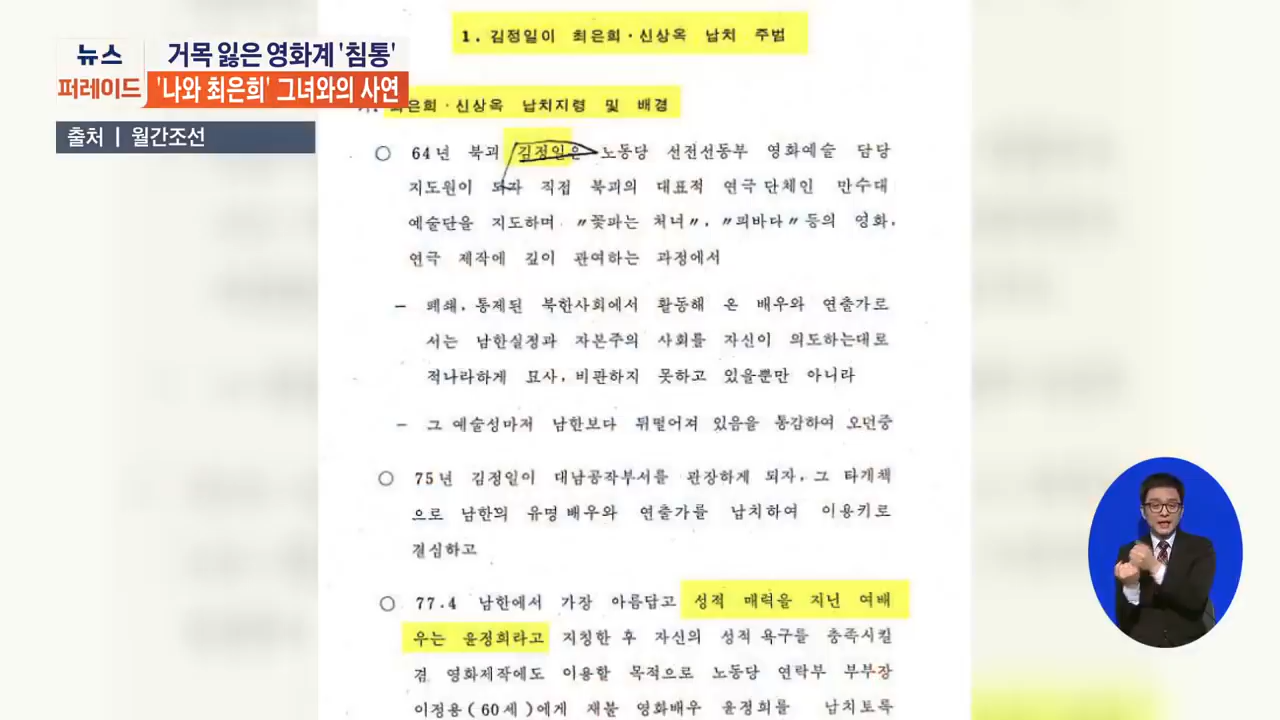 뉴스
퍼레이드
거목 잃은 영화계 '침통'
'나와 최은희' 그녀와의 사연
출처 | 월간조선
1. 김정일이 최은희·신상옥 납치 주범
최은희·신상옥 납치지령 및 배경
○ 64년 북괴 김정일은 노동당 선전선동부 영화예술 담당
지도원이 되자 직접 북괴의 대표적 연극단체인 만수대
예술단을 지도하며 〃꽃파는 처녀〃, 〃피바다〃등의 영화,
연극 제작에 깊이 관여하는 과정에서
- 폐쇄, 통제된 북한사회에서 활동해 온 배우와 연출가로
서는 남한실정과 자본주의 사회를 자신이 의도하는대로
적나라하게 묘사, 비판하지 못하고 있을뿐만 아니라
- 그 예술성마저 남한보다 뒤떨어져 있음을 통감하여 오던중
○ 75년 김정일이 대남공작부서를 관장하게 되자, 그 타개책
으로 남한의 유명 배우와 연출가를 납치하여 이용키로
결심하고
○ 77.4 남한에서 가장 아름답고 성적 매력을 지닌 여배
우는 윤정희라고 지칭한 후 자신의 성적 욕구를 충족시킬
겸 영화제작에도 이용할 목적으로 노동당 연락부 부부장
이정용(60세)에게 재불 영화배우 윤정희를 납치토록